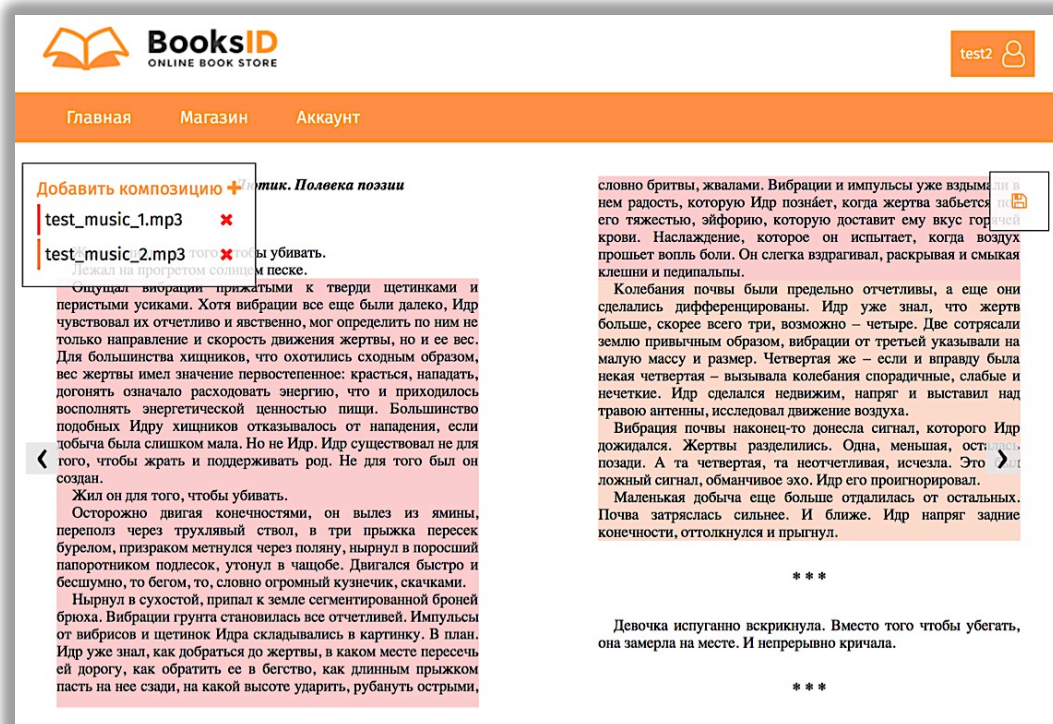 BooksID
ONLINE BOOK STORE
test2
Главная Магазин Аккаунт
Добавить композицию
test_music_1.mp3
test_music_2.mp3
Лютик. Полвека поэзии
того, чтобы убивать.
Лежал на прогретом солнцем песке.
Ощущал вибрации прижатыми к тверди щетинками и
перистыми усиками. Хотя вибрации все еще были далеко, Идр
чувствовал их отчетливо и явственно, мог определить по ним не
только направление и скорость движения жертвы, но и ее вес.
Для большинства хищников, что охотились сходным образом,
вес жертвы имел значение первостепенное: красться, нападать,
догонять означало расходовать энергию, что и приходилось
восполнять энергетической ценностью пищи. Большинство
подобных Идру хищников отказывалось от нападения, если
добыча была слишком мала. Но не Идр. Идр существовал не для
того, чтобы жрать и поддерживать род. Не для того был он
создан.
Жил он для того, чтобы убивать.
Осторожно двигая конечностями, он вылез из ямины,
переполз через трухлявый ствол, в три прыжка пересек
бурелом, призраком метнулся через поляну, нырнул в поросший
папоротником подлесок, утонул в чащобе. Двигался быстро и
бесшумно, то бегом, то, словно огромный кузнечик, скачками.
Нырнул в сухостой, припал к земле сегментированной броней
брюха. Вибрации грунта становилась все отчетливей. Импульсы
от вибрисов и щетинок Идра складывались в картинку. В план.
Идр уже знал, как добраться до жертвы, в каком месте пересечь
ей дорогу, как обратить ее в бегство, как длинным прыжком
пасть на нее сзади, на какой высоте ударить, рубануть острыми,
словно бритвы, жвалами. Вибрации и импульсы уже вздымали в
нем радость, которую Идр познáет, когда жертва забьется под
его тяжестью, эйфорию, которую доставит ему вкус горячей
крови. Наслаждение, которое он испытает, когда воздух
прошьет вопль боли. Он слегка вздрагивал, раскрывая и смыкая
клешни и педипальпы.
Колебания почвы были предельно отчетливы, а еще они
сделались дифференцированы. Идр уже знал, что жертв
больше, скорее всего три, возможно – четыре. Две сотрясали
землю привычным образом, вибрации от третьей указывали на
малую массу и размер. Четвертая же – если и вправду была
некая четвертая – вызывала колебания спорадичные, слабые и
нечеткие. Идр сделался недвижим, напряг и выставил над
травою антенны, исследовал движение воздуха.
Вибрация почвы наконец-то донесла сигнал, которого Идр
дожидался. Жертвы разделились. Одна, меньшая, осталась
позади. А та четвертая, та неотчетливая, исчезла. Это был
ложный сигнал, обманчивое эхо. Идр его проигнорировал.
Маленькая добыча еще больше отдалилась от остальных.
Почва затряслась сильнее. И ближе. Идр напряг задние
конечности, оттолкнулся и прыгнул.
* * *
Девочка испуганно вскрикнула. Вместо того чтобы убегать,
она замерла на месте. И непрерывно кричала.
* * *